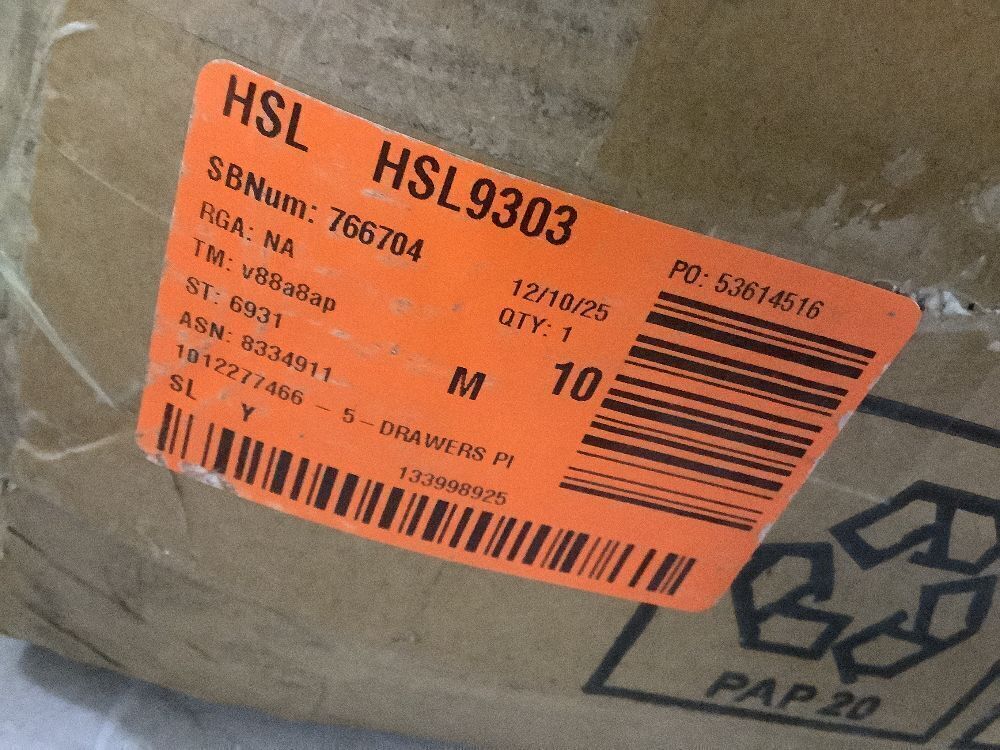 HSL HSL9303
SBNum: 766704
RGA: NA
TM: v88a8ap
ST: 6931
ASN: 8334911
1012277466 - 5-DRAWERS PI
SL Y
12/10/25
QTY: 1
M 10
PO: 53614516
133998925
PAP 20